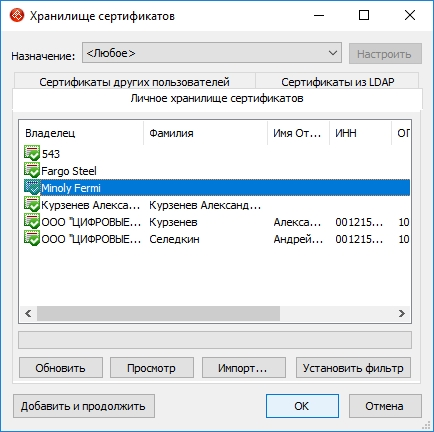 Хранилище сертификатов
Назначение: <Любое> Настроить
Сертификаты других пользователей Сертификаты из LDAP
Личное хранилище сертификатов
Владелец Фамилия Имя От... ИНН ОГ
543
Fargo Steel
Minoly Fermi
Курзенев Алекса... Курзенев Александ...
ООО "ЦИФРОВЫЕ... Курзенев Алекса... 001215... 10
ООО "ЦИФРОВЫЕ... Селедкин Андрей... 001215... 10
Обновить Просмотр Импорт... Установить фильтр
Добавить и продолжить OK Отмена